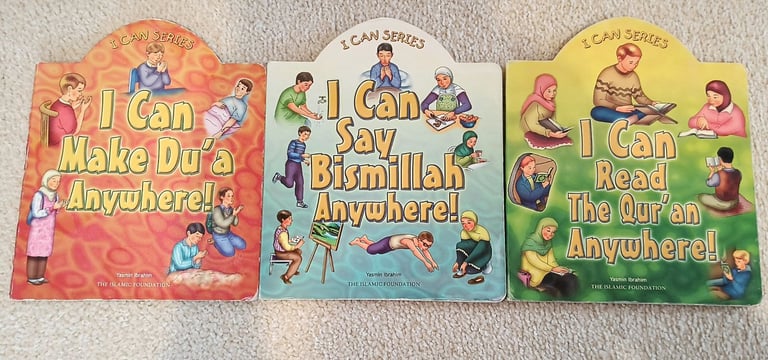 I CAN SERIES
I Can
Make Du'a
Anywhere!
Yasmin Ibrahim
THE ISLAMIC FOUNDATION
I CAN SERIES
I Can
Say
Bismillah
Anywhere!
Yasmin Ibrahim
THE ISLAMIC FOUNDATION
I CAN SERIES
I Can
Read
The Qur'an
Anywhere!
Yasmin Ibrahim
THE ISLAMIC FOUNDATION